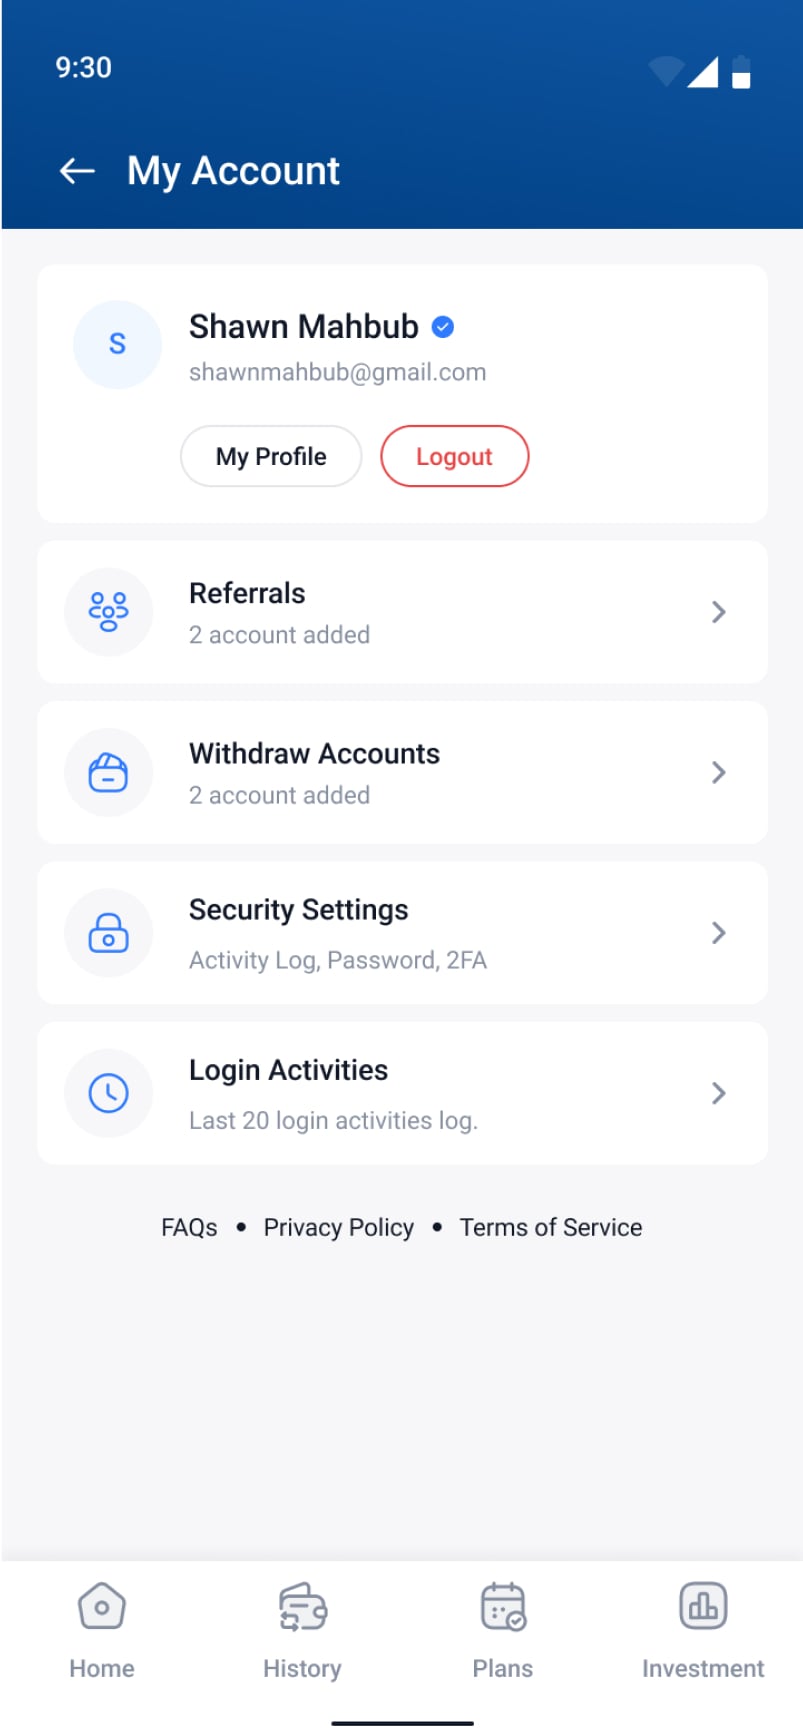 9:30
My Account
S
Shawn Mahbub
shawnmahbub@gmail.com
My Profile
Logout
Referrals
2 account added
Withdraw Accounts
2 account added
Security Settings
Activity Log, Password, 2FA
Login Activities
Last 20 login activities log.
FAQs • Privacy Policy • Terms of Service
Home History Plans Investment